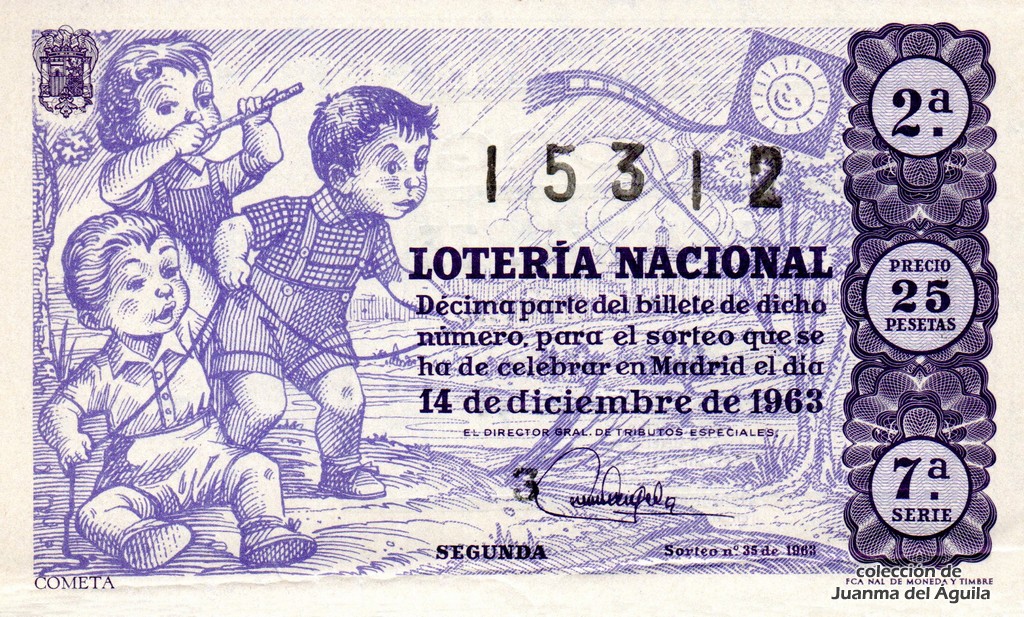 2ª
15312
LOTERÍA NACIONAL
Décima parte del billete de dicho
número, para el sorteo que se
ha de celebrar en Madrid el día
14 de diciembre de 1963
EL DIRECTOR GRAL. DE TRIBUTOS ESPECIALES,
3
PRECIO
25
PESETAS
7ª
SERIE
SEGUNDA
Sorteo nº 35 de 1963
COMETA
FCA NAL DE MONEDA Y TIMBRE
colección de
Juanma del Águila